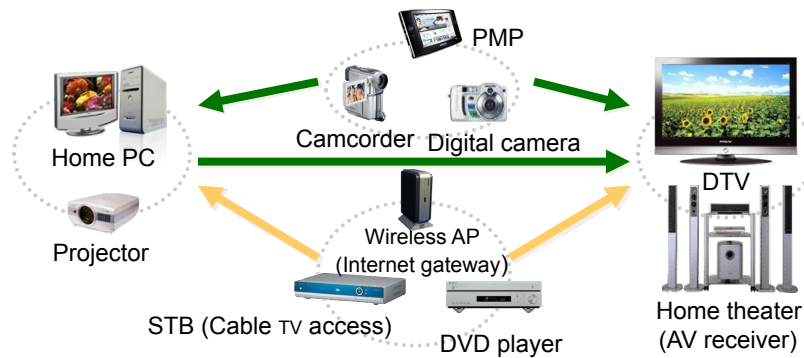 PMP
Camcorder
Digital camera
Home PC
DTV
Projector
Wireless AP
(Internet gateway)
STB (Cable TV access)
DVD player
Home theater
(AV receiver)